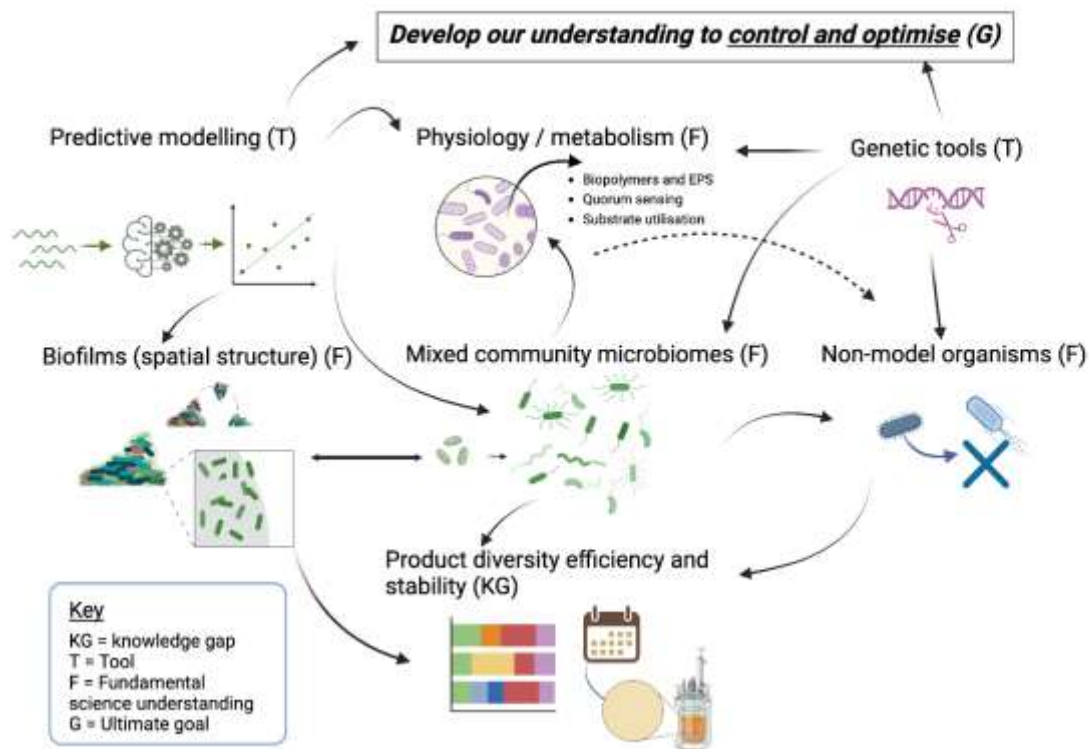 Develop our understanding to control and optimise (G)
Predictive modelling (T)
Physiology / metabolism (F)
Genetic tools (T)
• Biopolymers and EPS
• Quorum sensing
• Substrate utilisation
Biofilms (spatial structure) (F)
Mixed community microbiomes (F)
Non-model organisms (F)
Product diversity efficiency and
stability (KG)
Key
KG = knowledge gap
T = Tool
F = Fundamental
science understanding
G = Ultimate goal